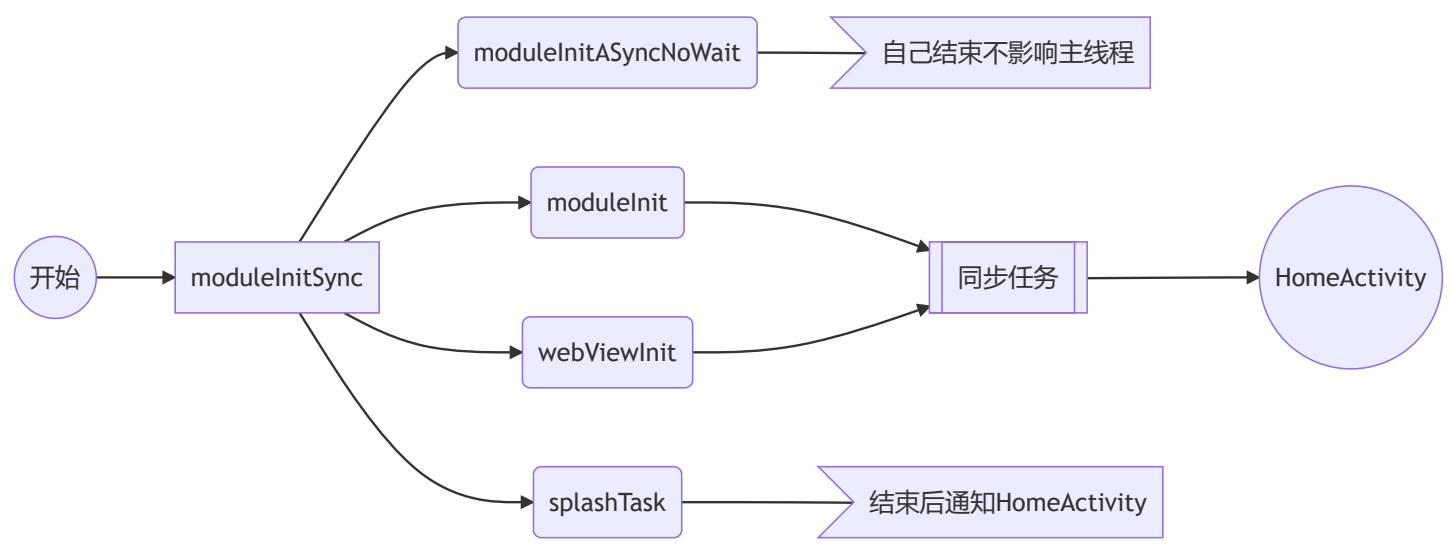 moduleInitASyncNoWait
自己结束不影响主线程
moduleInit
开始
moduleInitSync
同步任务
HomeActivity
webViewInit
splashTask
结束后通知HomeActivity